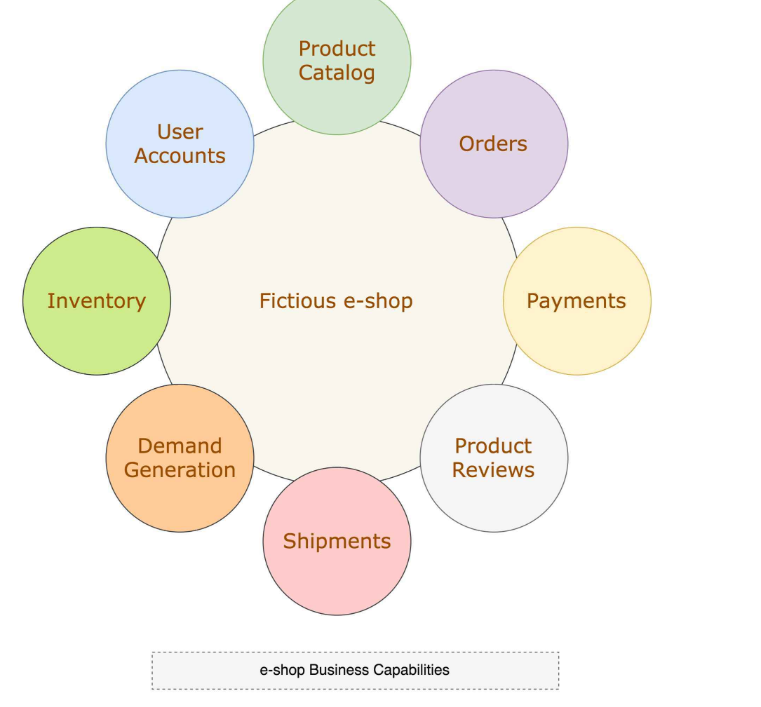 Product
Catalog
User
Accounts
Orders
Inventory
Fictious e-shop
Payments
Demand
Generation
Product
Reviews
Shipments
e-shop Business Capabilities